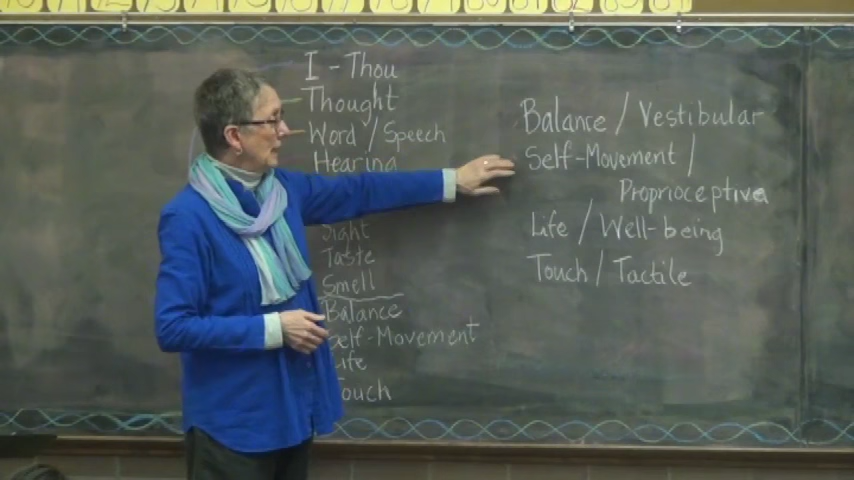 I - Thou
Thought
Word / Speech
Hearing
Sight
Taste
Smell
Balance
Self-Movement
Life
Touch
Balance / Vestibular
Self-Movement /
Proprioceptive
Life / Well-being
Touch / Tactile